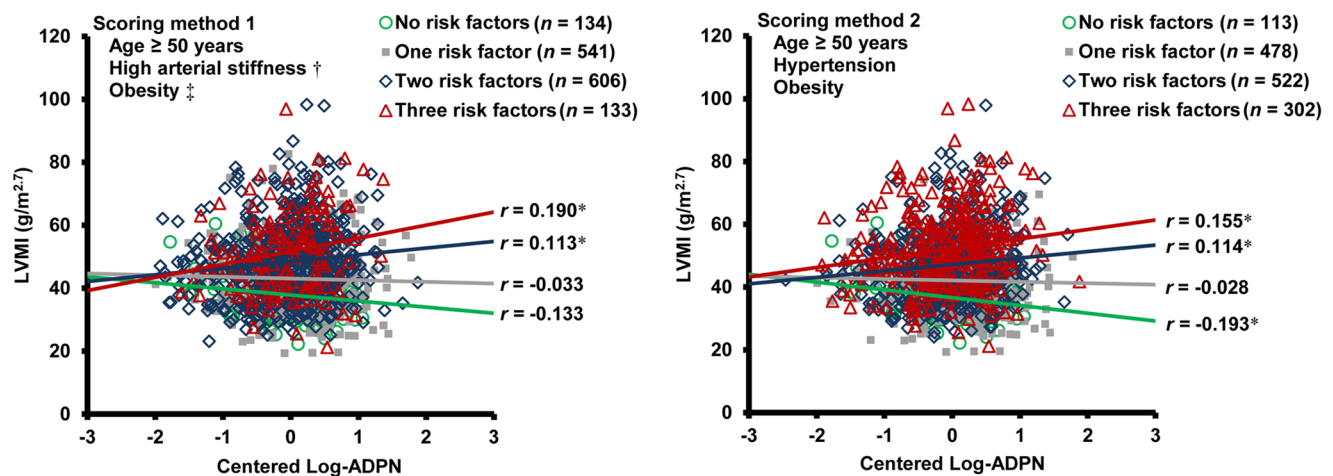 Scoring method 1
Age ≥ 50 years
High arterial stiffness †
Obesity ‡
No risk factors (n = 134)
One risk factor (n = 541)
Two risk factors (n = 606)
Three risk factors (n = 133)
LVMI (g/m2.7)
120
100
80
60
40
20
0
-3 -2 -1 0 1 2 3
Centered Log-ADPN
r = 0.190*
r = 0.113*
r = -0.033
r = -0.133
Scoring method 2
Age ≥ 50 years
Hypertension
Obesity
No risk factors (n = 113)
One risk factor (n = 478)
Two risk factors (n = 522)
Three risk factors (n = 302)
LVMI (g/m2.7)
120
100
80
60
40
20
0
-3 -2 -1 0 1 2 3
Centered Log-ADPN
r = 0.155*
r = 0.114*
r = -0.028
r = -0.193*